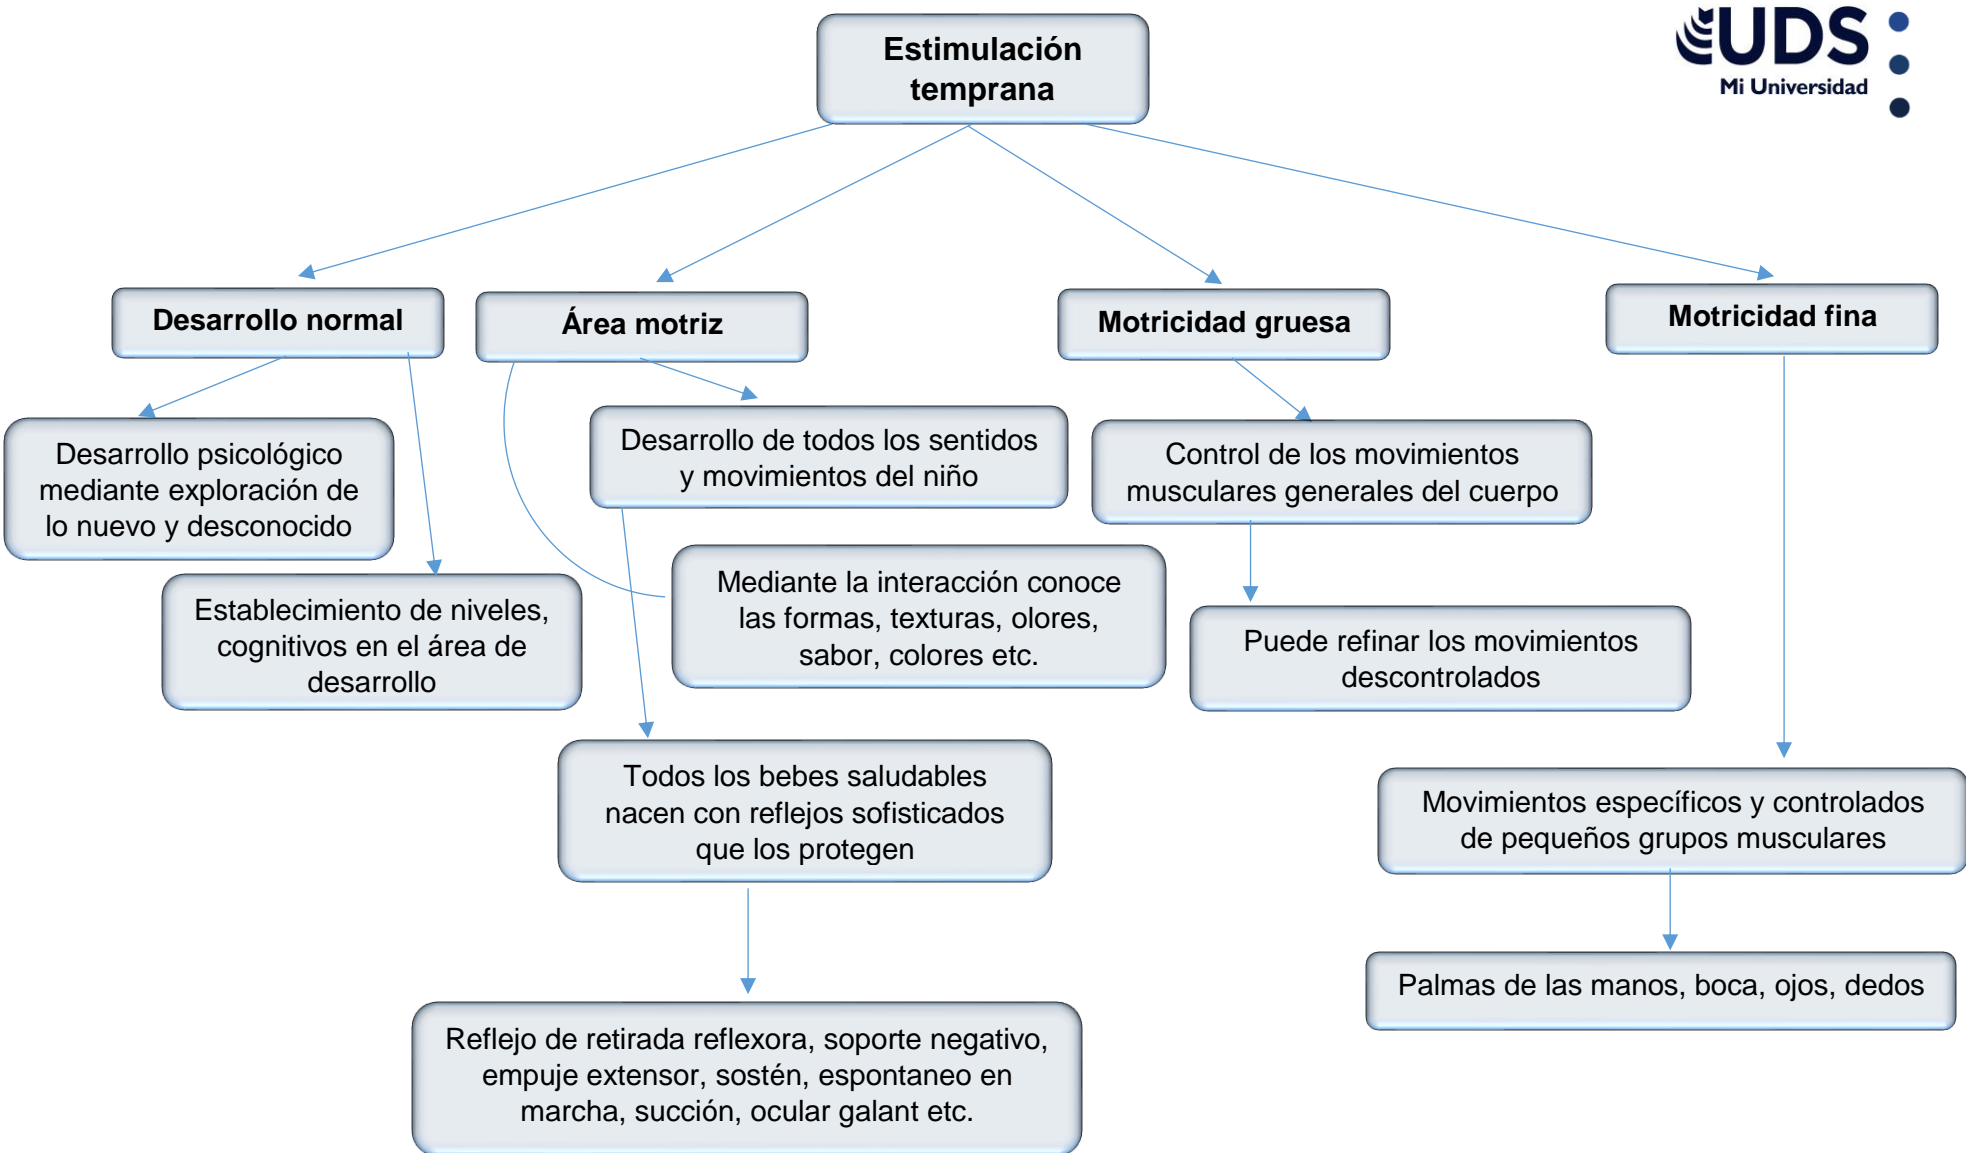 Estimulación
temprana
UDS
Mi Universidad
Desarrollo normal
Área motriz
Motricidad gruesa
Motricidad fina
Desarrollo psicológico
mediante exploración de
lo nuevo y desconocido
Desarrollo de todos los sentidos
y movimientos del niño
Control de los movimientos
musculares generales del cuerpo
Establecimiento de niveles,
cognitivos en el área de
desarrollo
Mediante la interacción conoce
las formas, texturas, olores,
sabor, colores etc.
Puede refinar los movimientos
descontrolados
Todos los bebes saludables
nacen con reflejos sofisticados
que los protegen
Movimientos específicos y controlados
de pequeños grupos musculares
Palmas de las manos, boca, ojos, dedos
Reflejo de retirada reflexora, soporte negativo,
empuje extensor, sostén, espontaneo en
marcha, succión, ocular galant etc.